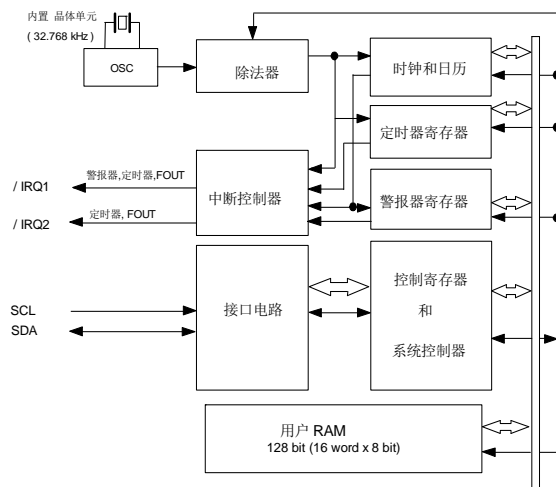 内置 晶体单元
( 32.768 kHz)
OSC
除法器
时钟和日历
定时器寄存器
警报器寄存器
中断控制器
/ IRQ1
警报器,定时器,FOUT
/ IRQ2
定时器, FOUT
SCL
SDA
接口电路
控制寄存器
和
系统控制器
用户 RAM
128 bit (16 word x 8 bit)